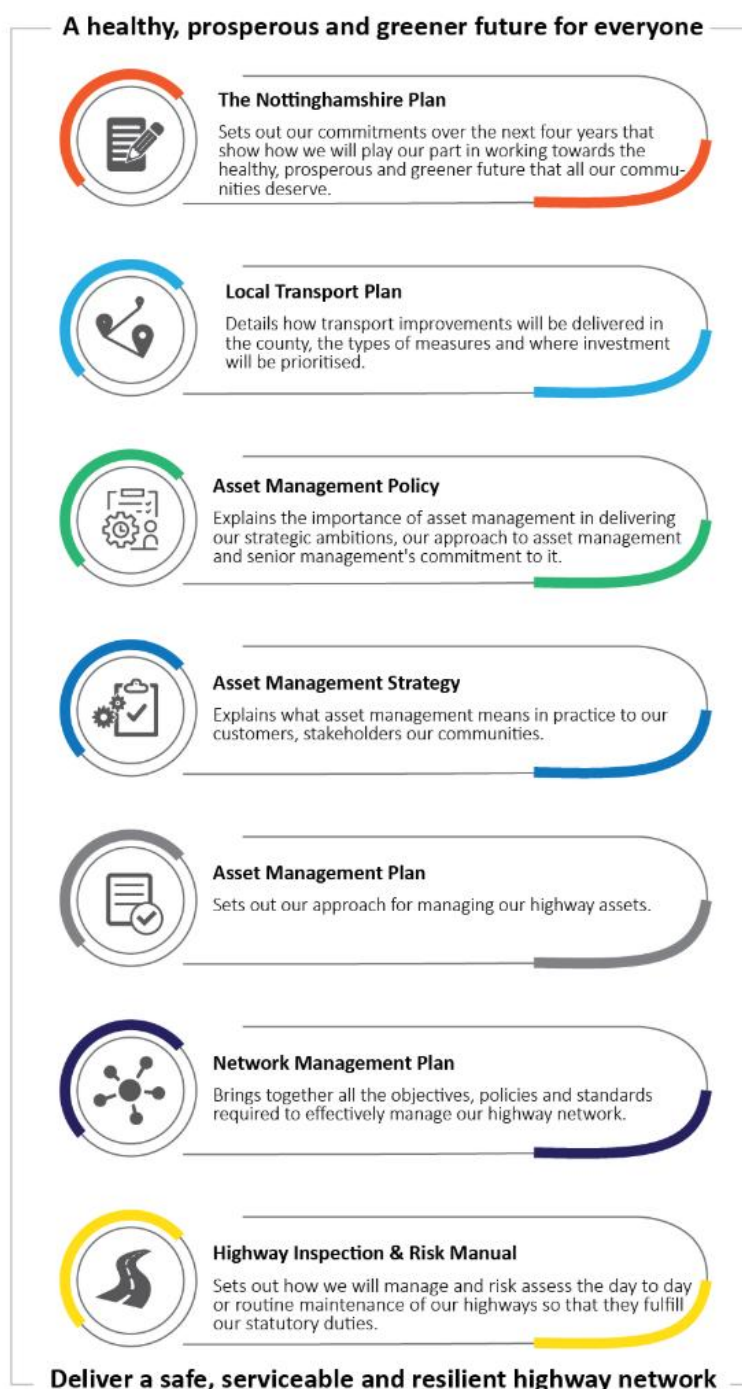 A healthy, prosperous and greener future for everyone
The Nottinghamshire Plan
Sets out our commitments over the next four years that
show how we will play our part in working towards the
healthy, prosperous and greener future that all our commu-
nities deserve.
Local Transport Plan
Details how transport improvements will be delivered in
the county, the types of measures and where investment
will be prioritised.
Asset Management Policy
Explains the importance of asset management in delivering
our strategic ambitions, our approach to asset management
and senior management's commitment to it.
Asset Management Strategy
Explains what asset management means in practice to our
customers, stakeholders our communities.
Asset Management Plan
Sets out our approach for managing our highway assets.
Network Management Plan
Brings together all the objectives, policies and standards
required to effectively manage our highway network.
Highway Inspection & Risk Manual
Sets out how we will manage and risk assess the day to day
or routine maintenance of our highways so that they fulfill
our statutory duties.
Deliver a safe, serviceable and resilient highway network